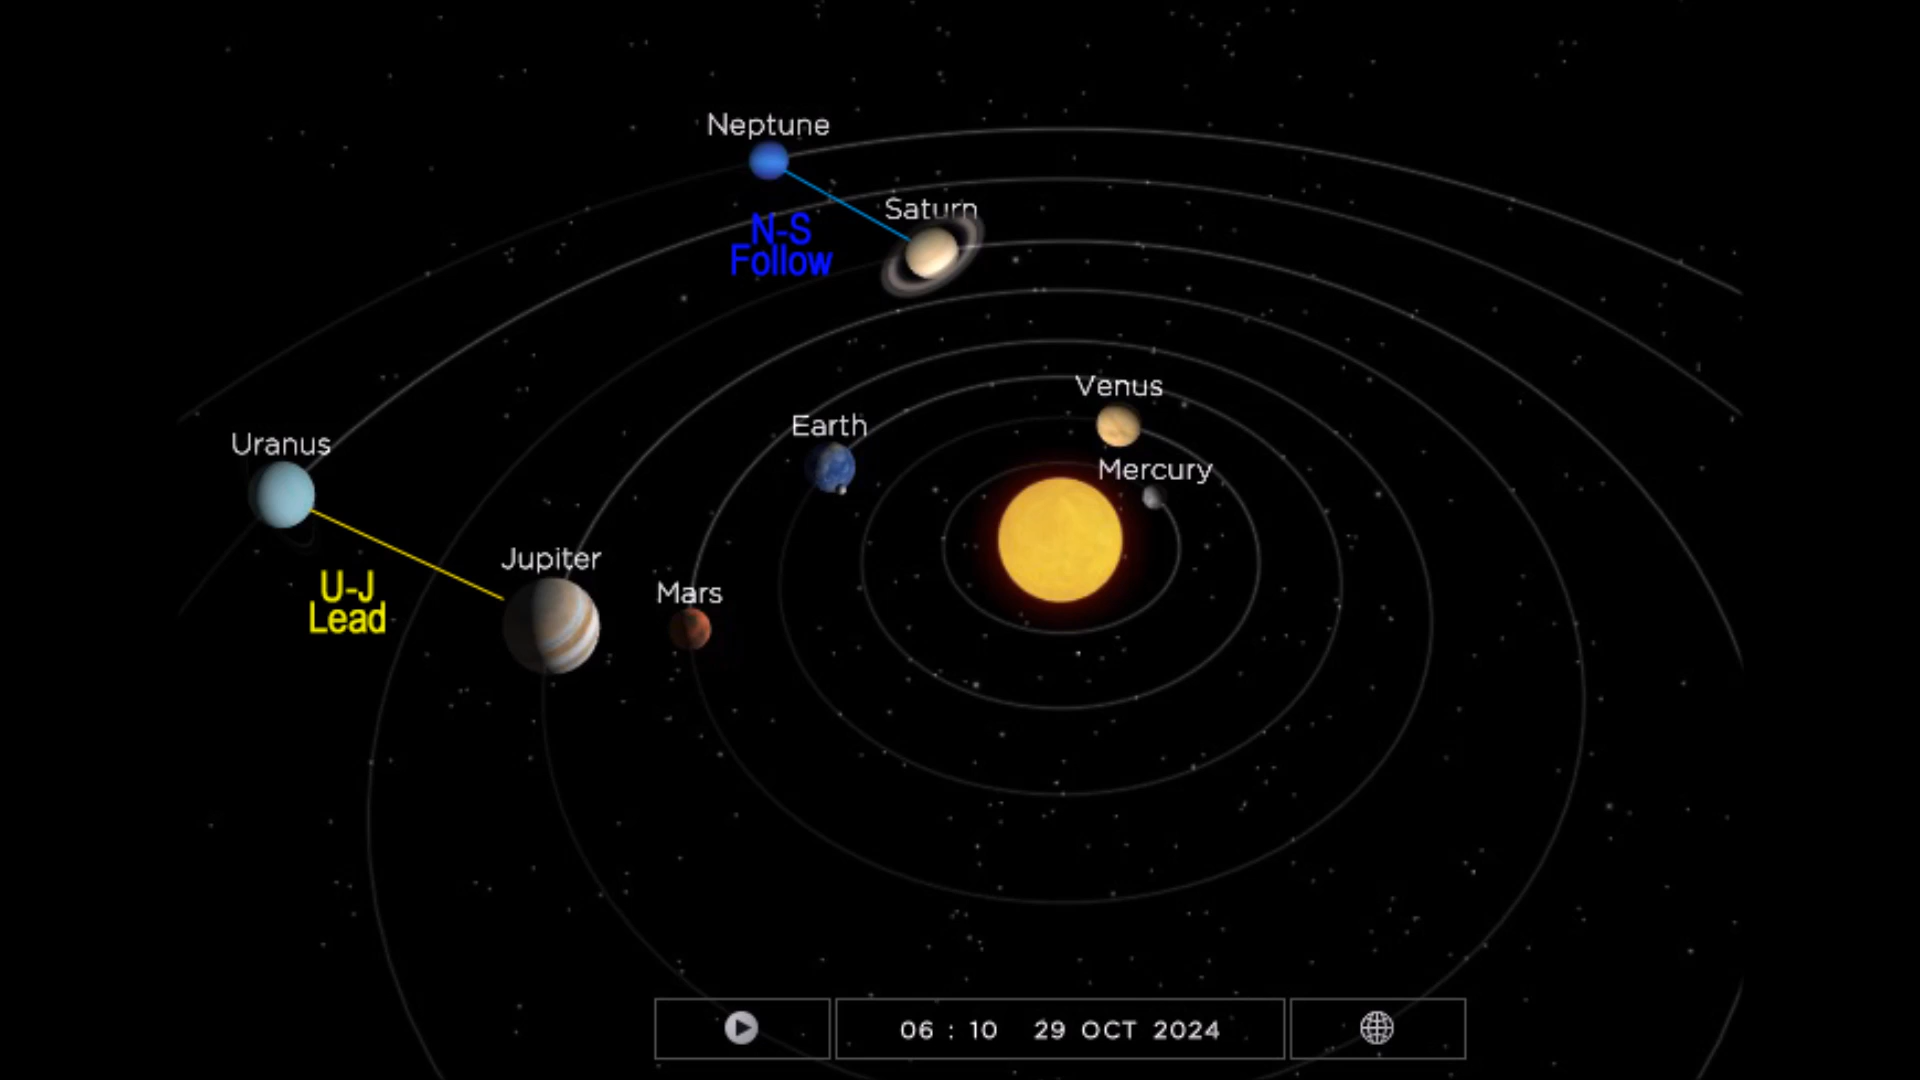 Neptune
Saturn
N-S
Follow
Venus
Earth
Uranus
Mercury
Jupiter
U-J
Lead
Mars
06 : 10 29 OCT 2024